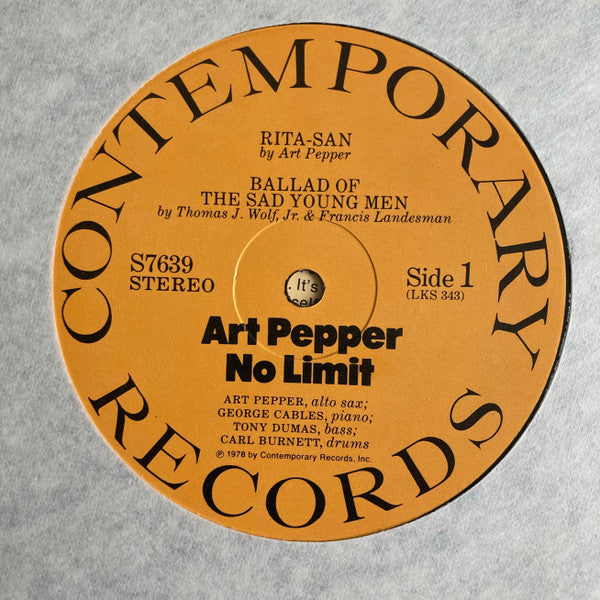 CONTEMPORARY RECORDS
RITA-SAN
by Art Pepper
BALLAD OF
THE SAD YOUNG MEN
by Thomas J. Wolf, Jr. & Francis Landesman
S7639
STEREO
Side 1
(LKS 343)
. It's
Art Pepper
No Limit
ART PEPPER, alto sax;
GEORGE CABLES, piano;
TONY DUMAS, bass;
CARL BURNETT, drums
℗ 1978 by Contemporary Records, Inc.